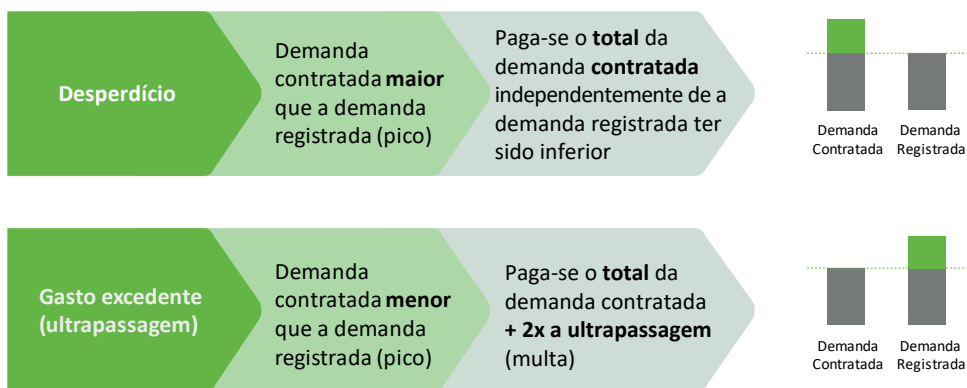 Desperdício
Demanda
contratada maior
que a demanda
registrada (pico)
Paga-se o total da
demanda contratada
independentemente de a
demanda registrada ter
sido inferior
Demanda
Contratada
Demanda
Registrada
Gasto excedente
(ultrapassagem)
Demanda
contratada menor
que a demanda
registrada (pico)
Paga-se o total da
demanda contratada
+ 2x a ultrapassagem
(multa)
Demanda
Contratada
Demanda
Registrada